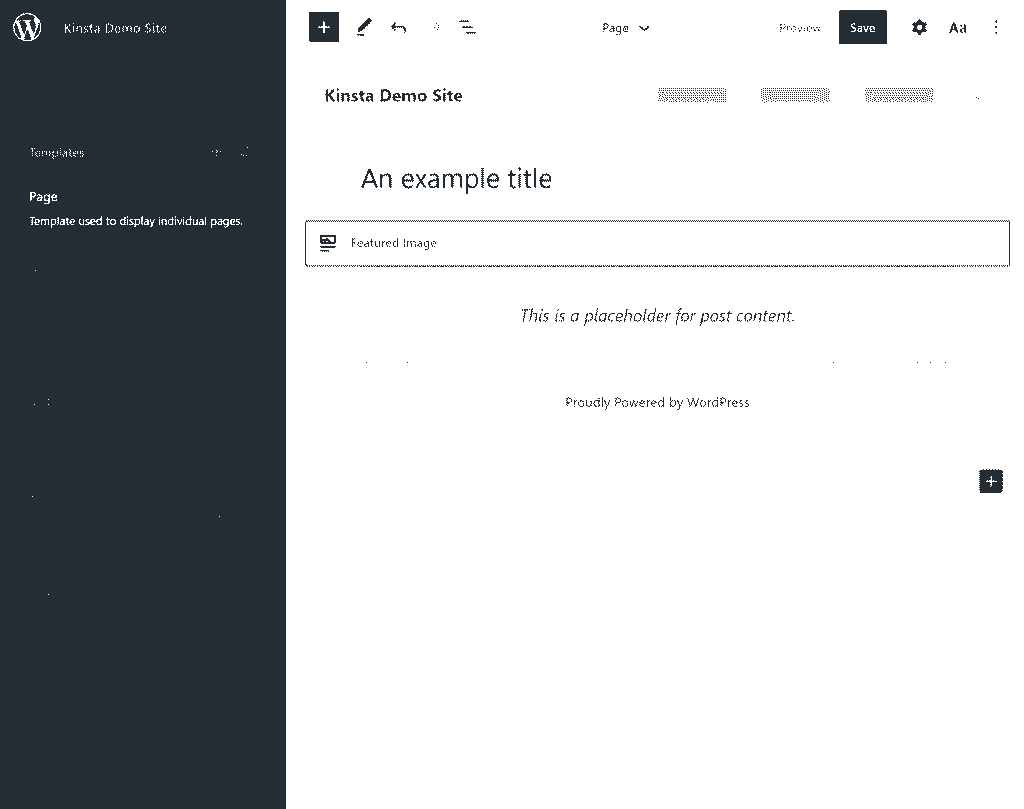 Kinsta Demo Site
Page
Preview
Save
Aa
Kinsta Demo Site
Templates
Page
Template used to display individual pages.
An example title
Featured Image
This is a placeholder for post content.
Proudly Powered by WordPress